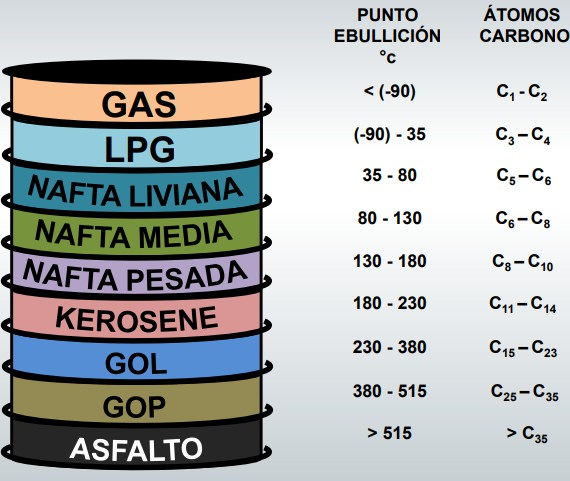 PUNTO ÁTOMOS
EBULLICIÓN CARBONO
°c
GAS < (-90) C₁ - C₂
LPG (-90) - 35 C₃ – C₄
NAFTA LIVIANA 35 - 80 C₅ – C₆
NAFTA MEDIA 80 - 130 C₆ – C₈
NAFTA PESADA 130 - 180 C₈ – C₁₀
KEROSENE 180 - 230 C₁₁ – C₁₄
GOL 230 - 380 C₁₅ – C₂₃
GOP 380 - 515 C₂₅ – C₃₅
ASFALTO > 515 > C₃₅